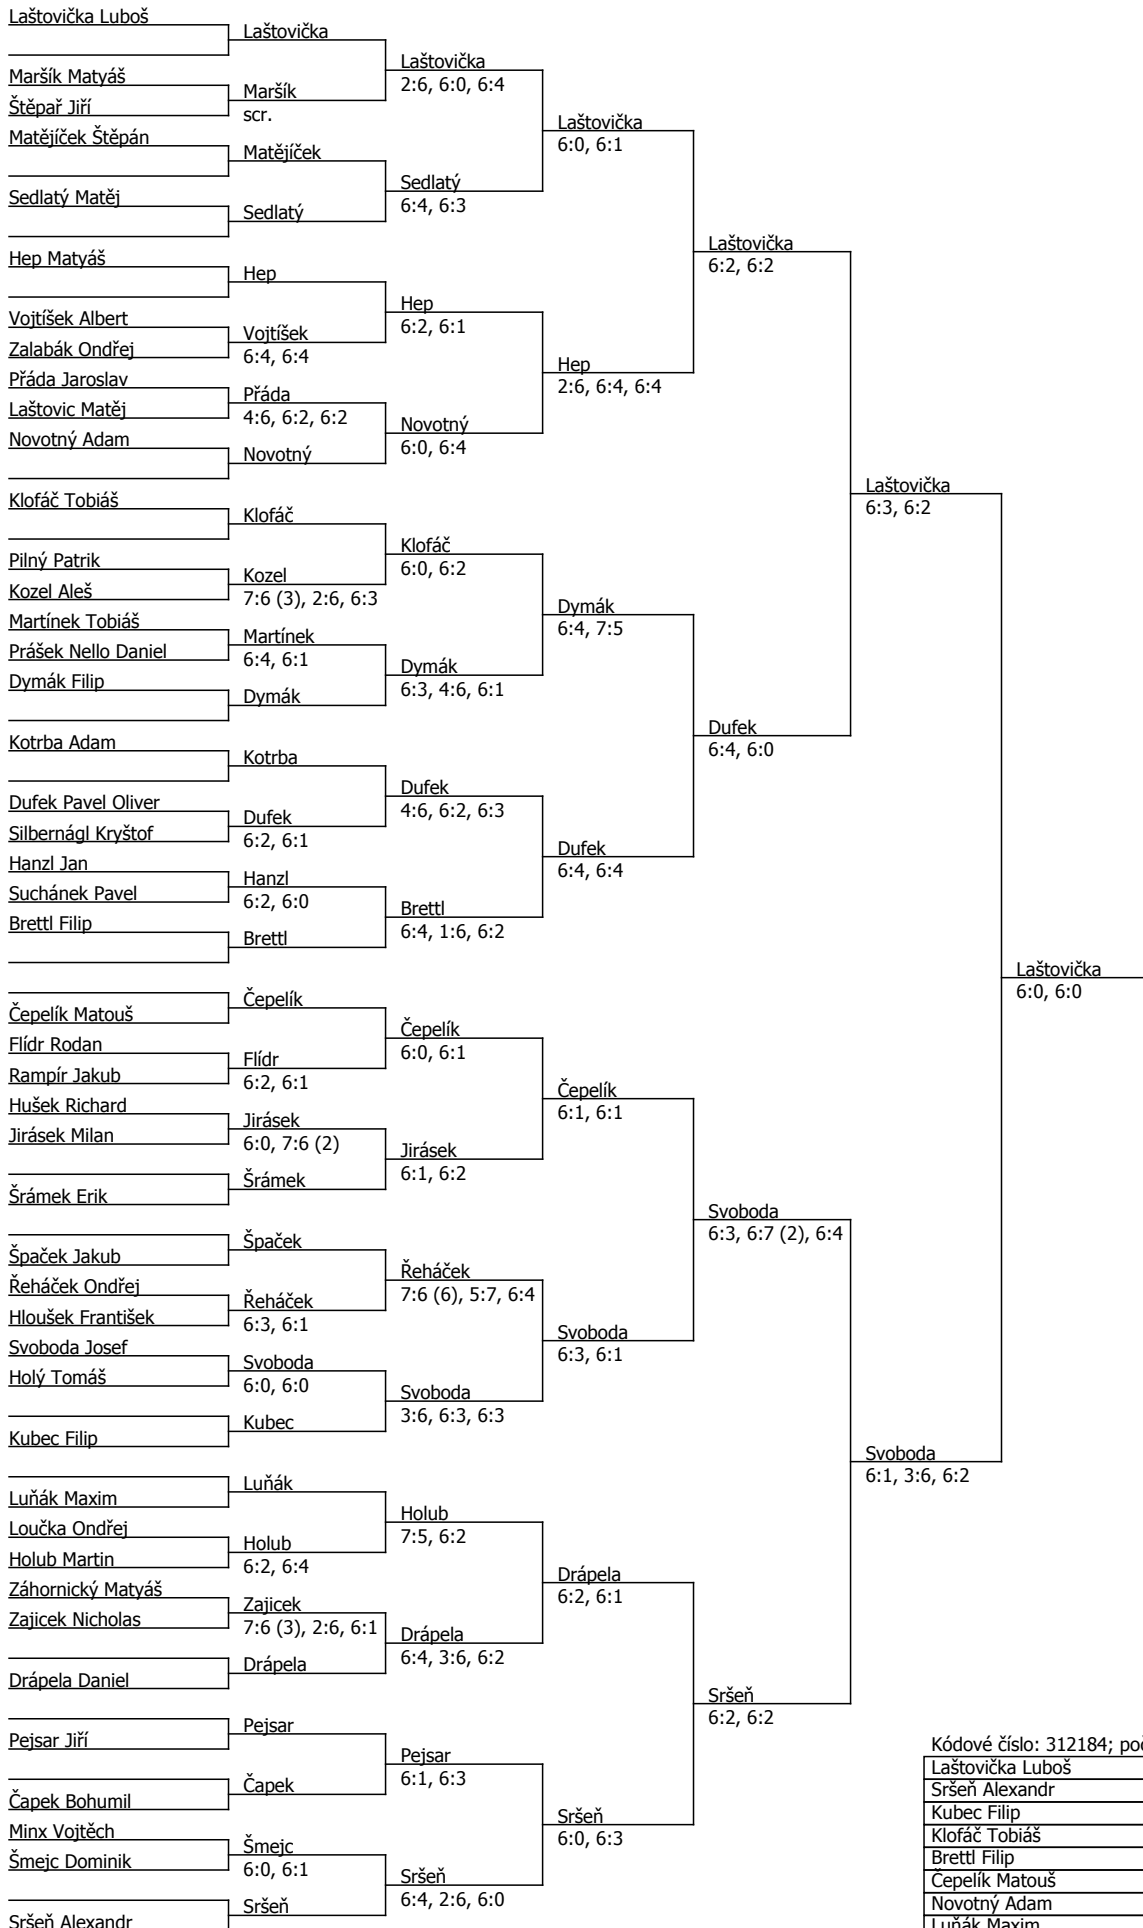 Laštovička Luboš
Maršík Matyáš
Štěpař Jiří
Matějíček Štěpán
Sedlatý Matěj
Hep Matyáš
Vojtíšek Albert
Zalabák Ondřej
Přáda Jaroslav
Laštovic Matěj
Novotný Adam
Klofáč Tobiáš
Pilný Patrik
Kozel Aleš
Martínek Tobiáš
Prášek Nello Daniel
Dymák Filip
Kotrba Adam
Dufek Pavel Oliver
Silbernágl Kryštof
Hanzl Jan
Suchánek Pavel
Brettl Filip
Čepelík Matouš
Flídr Rodan
Rampír Jakub
Hušek Richard
Jirásek Milan
Šrámek Erik
Špaček Jakub
Řeháček Ondřej
Hloušek František
Svoboda Josef
Holý Tomáš
Kubec Filip
Luňák Maxim
Loučka Ondřej
Holub Martin
Záhornický Matyáš
Zajicek Nicholas
Drápela Daniel
Pejsar Jiří
Čapek Bohumil
Minx Vojtěch
Šmejc Dominik
Sršeň Alexandr
Laštovička
Maršík
scr.
Matějíček
Sedlatý
Hep
Vojtíšek
6:4, 6:4
Přáda
4:6, 6:2, 6:2
Novotný
Klofáč
Kozel
7:6 (3), 2:6, 6:3
Martínek
6:4, 6:1
Dymák
Kotrba
Dufek
6:2, 6:1
Hanzl
6:2, 6:0
Brettl
Čepelík
Flídr
6:2, 6:1
Jirásek
6:0, 7:6 (2)
Šrámek
Špaček
Řeháček
6:3, 6:1
Svoboda
6:0, 6:0
Kubec
Luňák
Holub
6:2, 6:4
Zajicek
7:6 (3), 2:6, 6:1
Drápela
Pejsar
Čapek
Šmejc
6:0, 6:1
Sršeň
Laštovička
2:6, 6:0, 6:4
Sedlatý
6:4, 6:3
Hep
6:2, 6:1
Novotný
6:0, 6:4
Klofáč
6:0, 6:2
Dymák
6:3, 4:6, 6:1
Dufek
4:6, 6:2, 6:3
Brettl
6:4, 1:6, 6:2
Čepelík
6:0, 6:1
Jirásek
6:1, 6:2
Řeháček
7:6 (6), 5:7, 6:4
Svoboda
3:6, 6:3, 6:3
Holub
7:5, 6:2
Drápela
6:4, 3:6, 6:2
Pejsar
6:1, 6:3
Sršeň
6:4, 2:6, 6:0
Laštovička
6:0, 6:1
Hep
2:6, 6:4, 6:4
Dymák
6:4, 7:5
Dufek
6:4, 6:4
Čepelík
6:1, 6:1
Svoboda
6:3, 6:1
Drápela
6:2, 6:1
Sršeň
6:0, 6:3
Laštovička
6:2, 6:2
Dufek
6:4, 6:0
Svoboda
6:3, 6:7 (2), 6:4
Sršeň
6:2, 6:2
Laštovička
6:3, 6:2
Svoboda
6:1, 3:6, 6:2
Laštovička
6:0, 6:0
Kódové číslo: 312184;
Laštovička Luboš
Sršeň Alexandr
Kubec Filip
Klofáč Tobiáš
Brettl Filip
Čepelík Matouš
Novotný Adam
Luňák Maxim